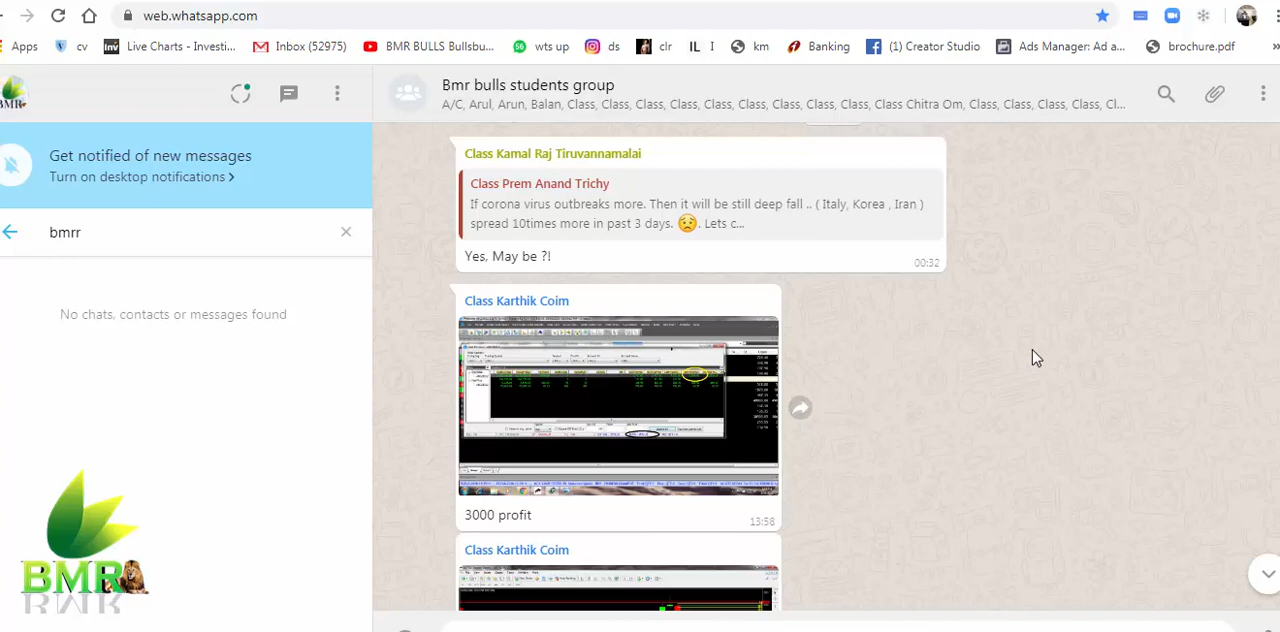 web.whatsapp.com
Apps cv Inv Live Charts - Investi... Inbox (52975) BMR BULLS Bullsbu... 56 wts up ds clr IL I km Banking (1) Creator Studio Ads Manager: Ad a... brochure.pdf »
BMR
Bmr bulls students group
A/C, Arul, Arun, Balan, Class, Class, Class, Class, Class, Class, Class, Class, Class Chitra Om, Class, Class, Class, Class, Cl...
Get notified of new messages
Turn on desktop notifications >
bmrr
No chats, contacts or messages found
Class Kamal Raj Tiruvannamalai
Class Prem Anand Trichy
If corona virus outbreaks more. Then it will be still deep fall .. ( Italy, Korea , Iran )
spread 10times more in past 3 days. 😟 Lets c...
Yes, May be ?!
00:32
Class Karthik Coim
3000 profit
13:58
Class Karthik Coim
BMR